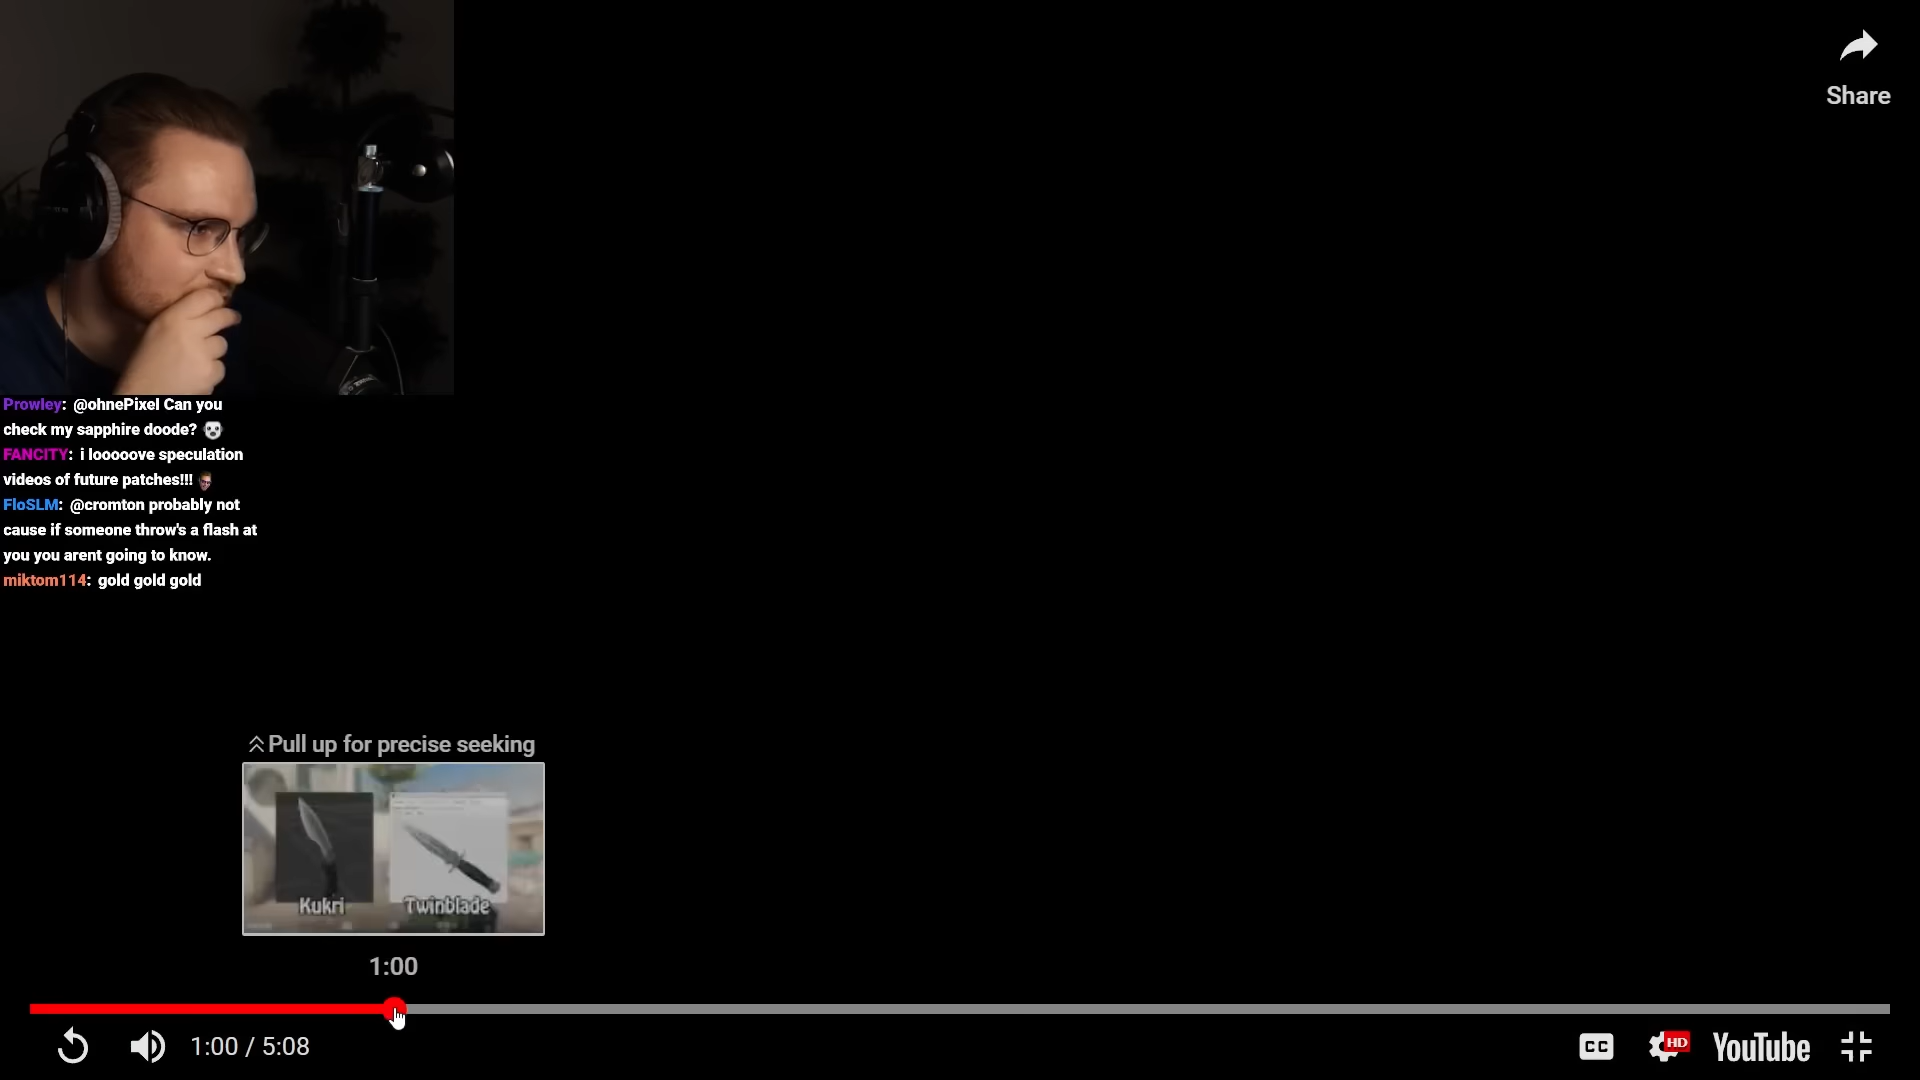 Share
Prowley: @ohnePixel Can you
check my sapphire doode?
FANCITY: i looooove speculation
videos of future patches!!!
FloSLM: @cromton probably not
cause if someone throw's a flash at
you you arent going to know.
miktom114: gold gold gold
Pull up for precise seeking
Kukri
Twinblade
1:00
1:00 / 5:08
CC
HD
YouTube